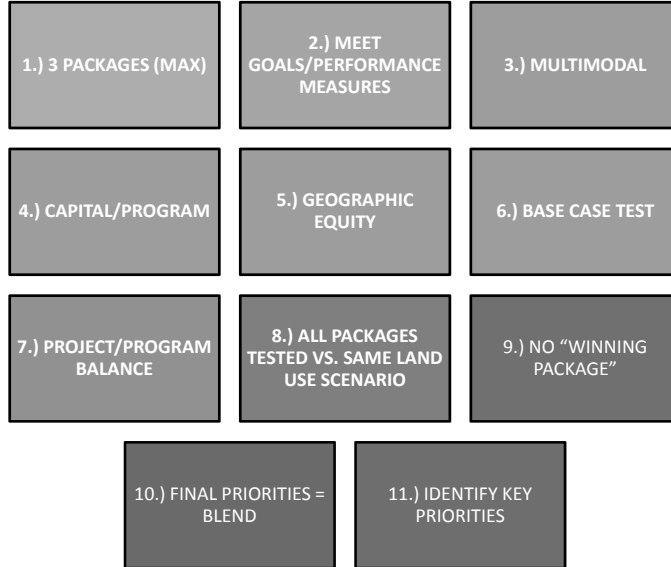 1.) 3 PACKAGES (MAX)
2.) MEET
GOALS/PERFORMANCE
MEASURES
3.) MULTIMODAL
4.) CAPITAL/PROGRAM
5.) GEOGRAPHIC
EQUITY
6.) BASE CASE TEST
7.) PROJECT/PROGRAM
BALANCE
8.) ALL PACKAGES
TESTED VS. SAME LAND
USE SCENARIO
9.) NO “WINNING
PACKAGE”
10.) FINAL PRIORITIES =
BLEND
11.) IDENTIFY KEY
PRIORITIES